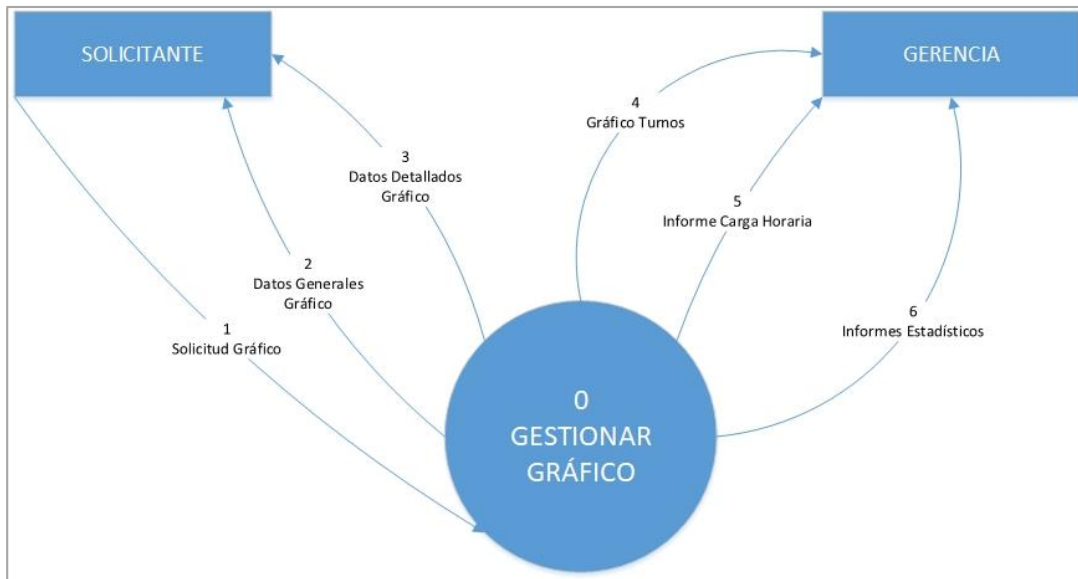 SOLICITANTE
GERENCIA
4
Gráfico Turnos
3
Datos Detallados
Gráfico
5
Informe Carga Horaria
2
Datos Generales
Gráfico
6
Informes Estadísticos
1
Solicitud Gráfico
0
GESTIONAR
GRÁFICO